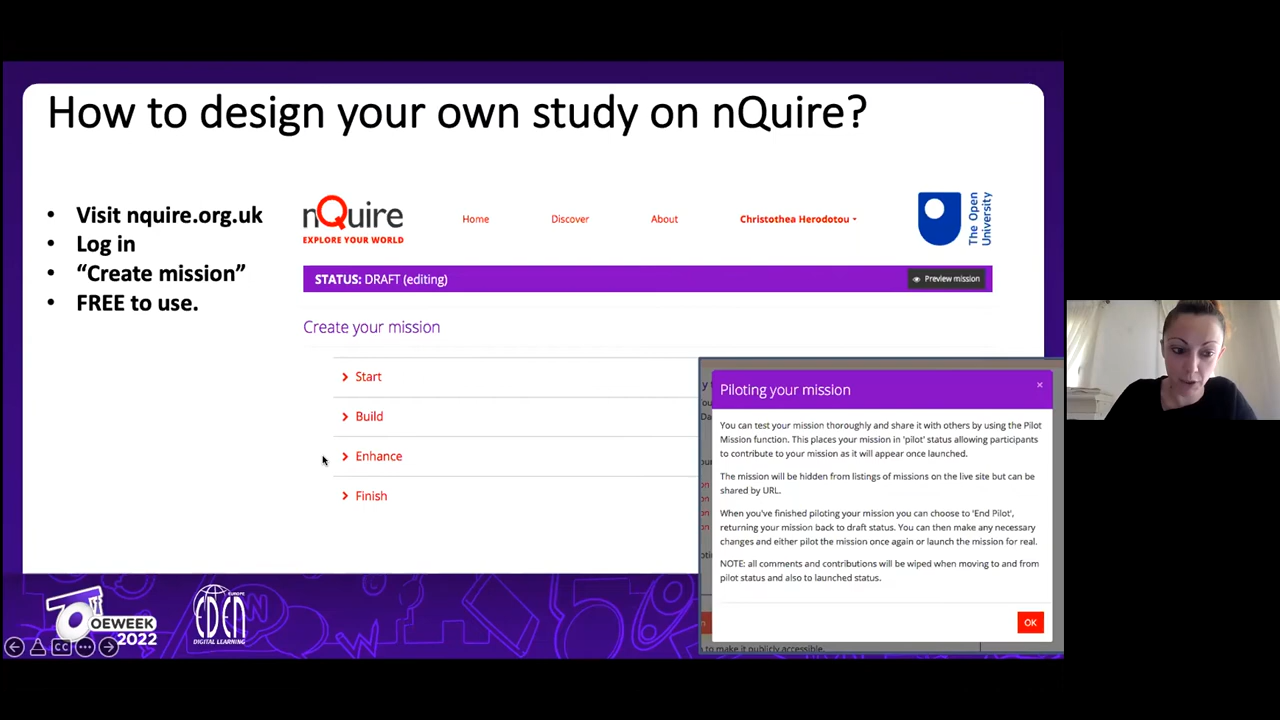 How to design your own study on nQuire?
• Visit nquire.org.uk
• Log in
• “Create mission”
• FREE to use.
nQuire
EXPLORE YOUR WORLD
Home
Discover
About
Christothea Herodotou
The Open
University
STATUS: DRAFT (editing)
Preview mission
Create your mission
Start
Build
Enhance
Finish
Piloting your mission
×
You can test your mission thoroughly and share it with others by using the Pilot
Mission function. This places your mission in 'pilot' status allowing participants
to contribute to your mission as it will appear once launched.
The mission will be hidden from listings of missions on the live site but can be
shared by URL.
When you've finished piloting your mission you can choose to 'End Pilot',
returning your mission back to draft status. You can then make any necessary
changes and either pilot the mission once again or launch the mission for real.
NOTE: all comments and contributions will be wiped when moving to and from
pilot status and also to launched status.
OK
to make it publicly accessible.
OEWEEK
2022
EUROPE
EDEN
DIGITAL LEARNING
CC